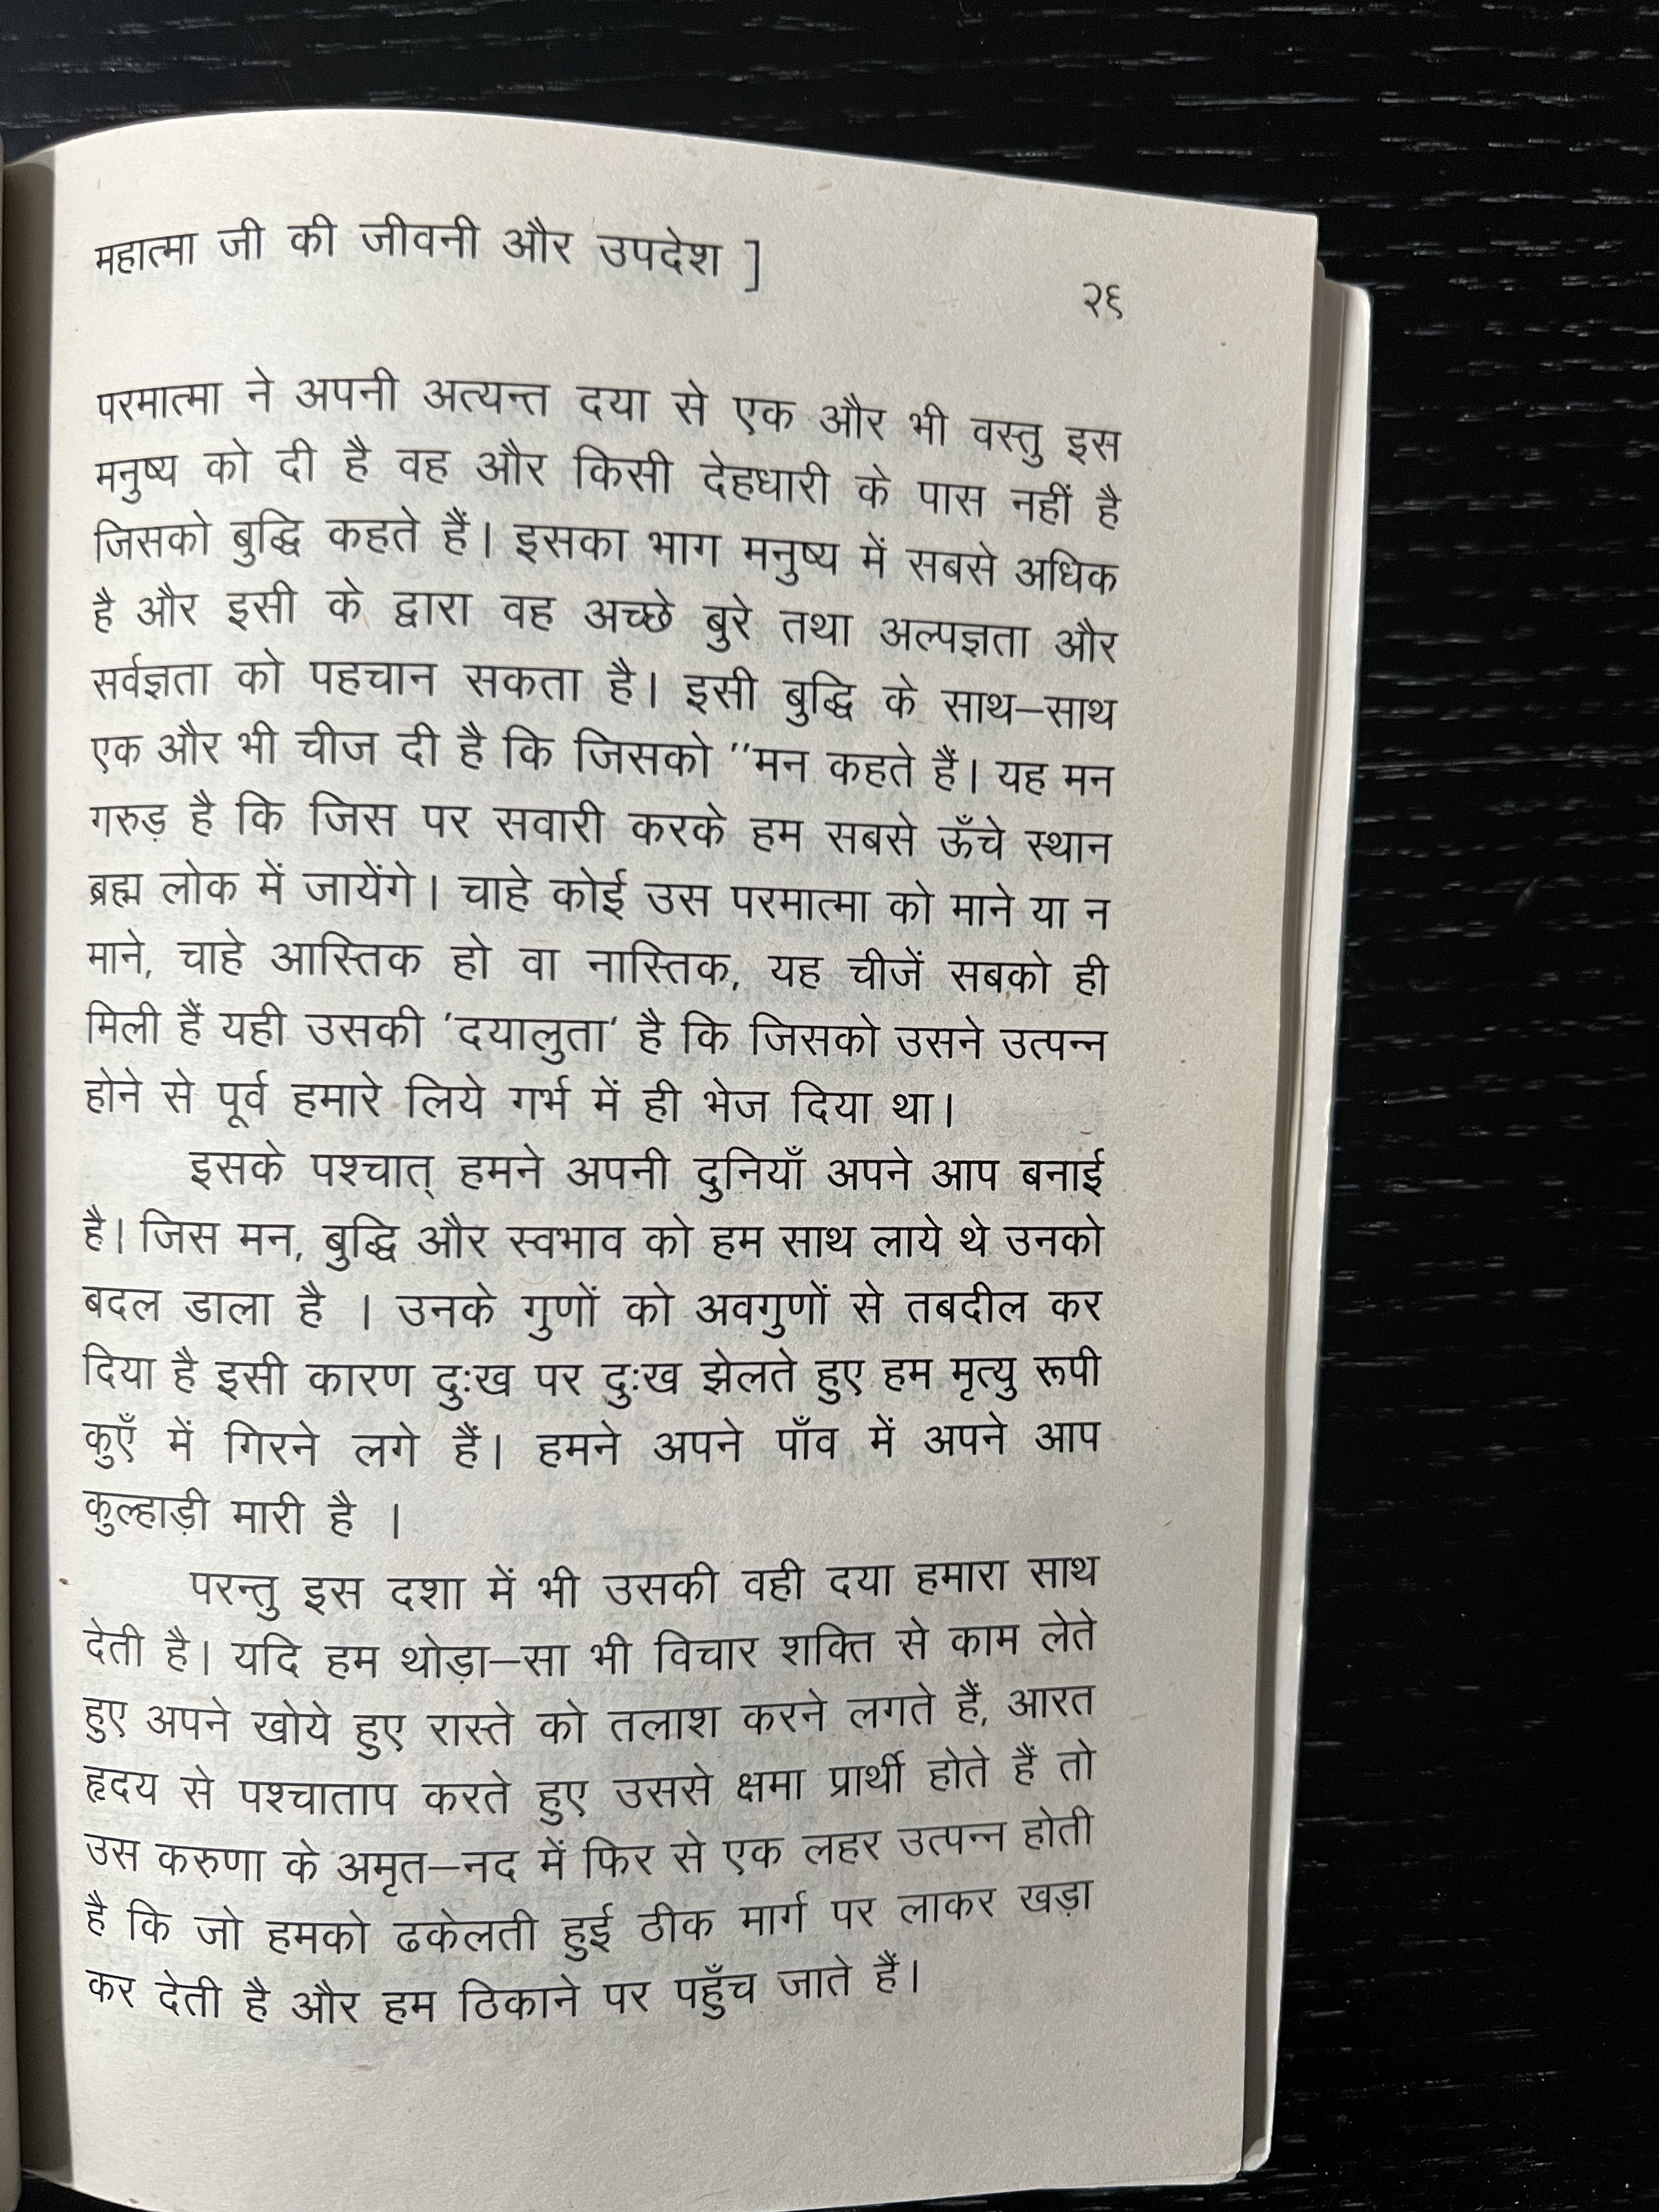 महात्मा जी की जीवनी और उपदेश ]
२६
परमात्मा ने अपनी अत्यन्त दया से एक और भी वस्तु इस
मनुष्य को दी है वह और किसी देहधारी के पास नहीं है
जिसको बुद्धि कहते हैं। इसका भाग मनुष्य में सबसे अधिक
है और इसी के द्वारा वह अच्छे बुरे तथा अल्पज्ञता और
सर्वज्ञता को पहचान सकता है। इसी बुद्धि के साथ–साथ
एक और भी चीज दी है कि जिसको ″मन कहते हैं। यह मन
गरुड़ है कि जिस पर सवारी करके हम सबसे ऊँचे स्थान
ब्रह्म लोक में जायेंगे। चाहे कोई उस परमात्मा को माने या न
माने, चाहे आस्तिक हो वा नास्तिक, यह चीजें सबको ही
मिली हैं यही उसकी ′दयालुता′ है कि जिसको उसने उत्पन्न
होने से पूर्व हमारे लिये गर्भ में ही भेज दिया था।
इसके पश्चात् हमने अपनी दुनियाँ अपने आप बनाई
है। जिस मन, बुद्धि और स्वभाव को हम साथ लाये थे उनको
बदल डाला है । उनके गुणों को अवगुणों से तबदील कर
दिया है इसी कारण दुःख पर दुःख झेलते हुए हम मृत्यु रूपी
कुएँ में गिरने लगे हैं। हमने अपने पाँव में अपने आप
कुल्हाड़ी मारी है ।
परन्तु इस दशा में भी उसकी वही दया हमारा साथ
देती है। यदि हम थोड़ा–सा भी विचार शक्ति से काम लेते
हुए अपने खोये हुए रास्ते को तलाश करने लगते हैं, आरत
हृदय से पश्चाताप करते हुए उससे क्षमा प्रार्थी होते हैं तो
उस करुणा के अमृत–नद में फिर से एक लहर उत्पन्न होती
है कि जो हमको ढकेलती हुई ठीक मार्ग पर लाकर खड़ा
कर देती है और हम ठिकाने पर पहुँच जाते हैं।